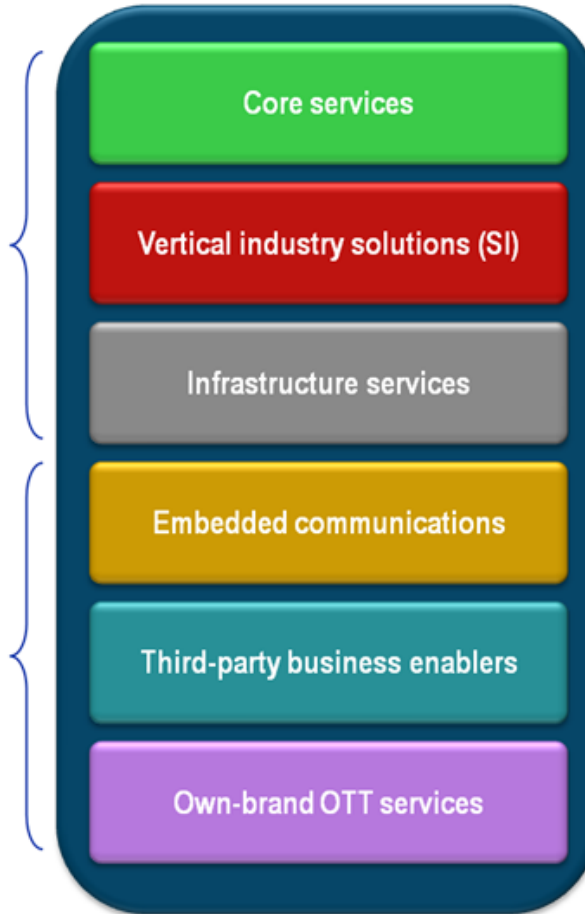 Core services
Vertical industry solutions (SI)
Infrastructure services
Embedded communications
Third-party business enablers
Own-brand OTT services